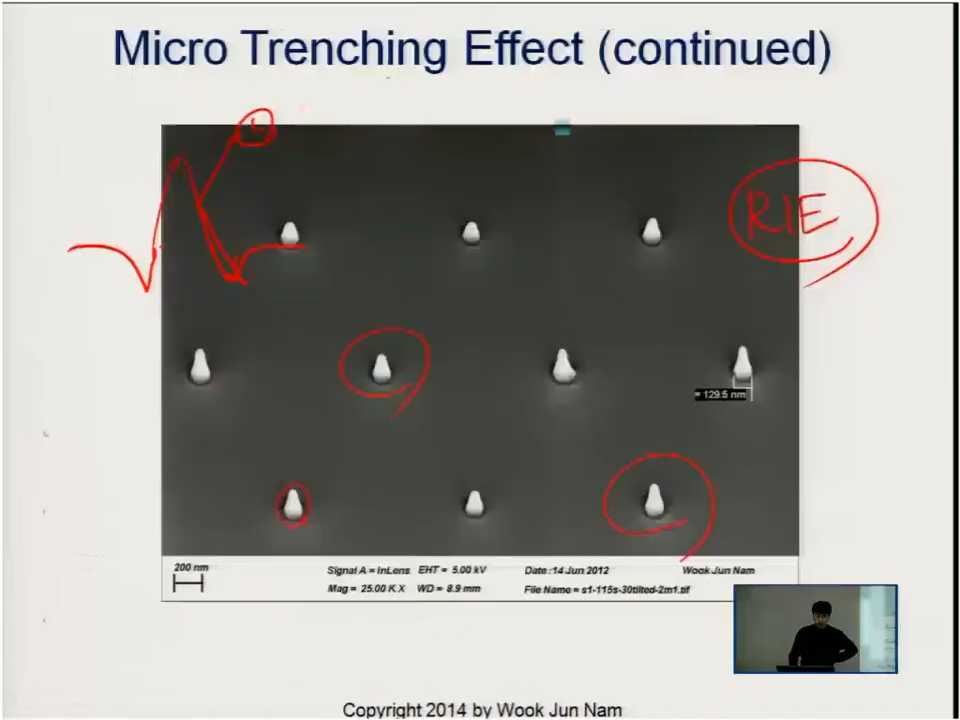 Micro Trenching Effect (continued)
RIE
= 129.5 nm
200 nm
Signal A = InLens EHT = 5.00 kV Date :14 Jun 2012 Wook Jun Nam
Mag = 25.00 K X WD = 8.9 mm File Name = s1-115s-30tilted-2m1.tif
Copyright 2014 by Wook Jun Nam